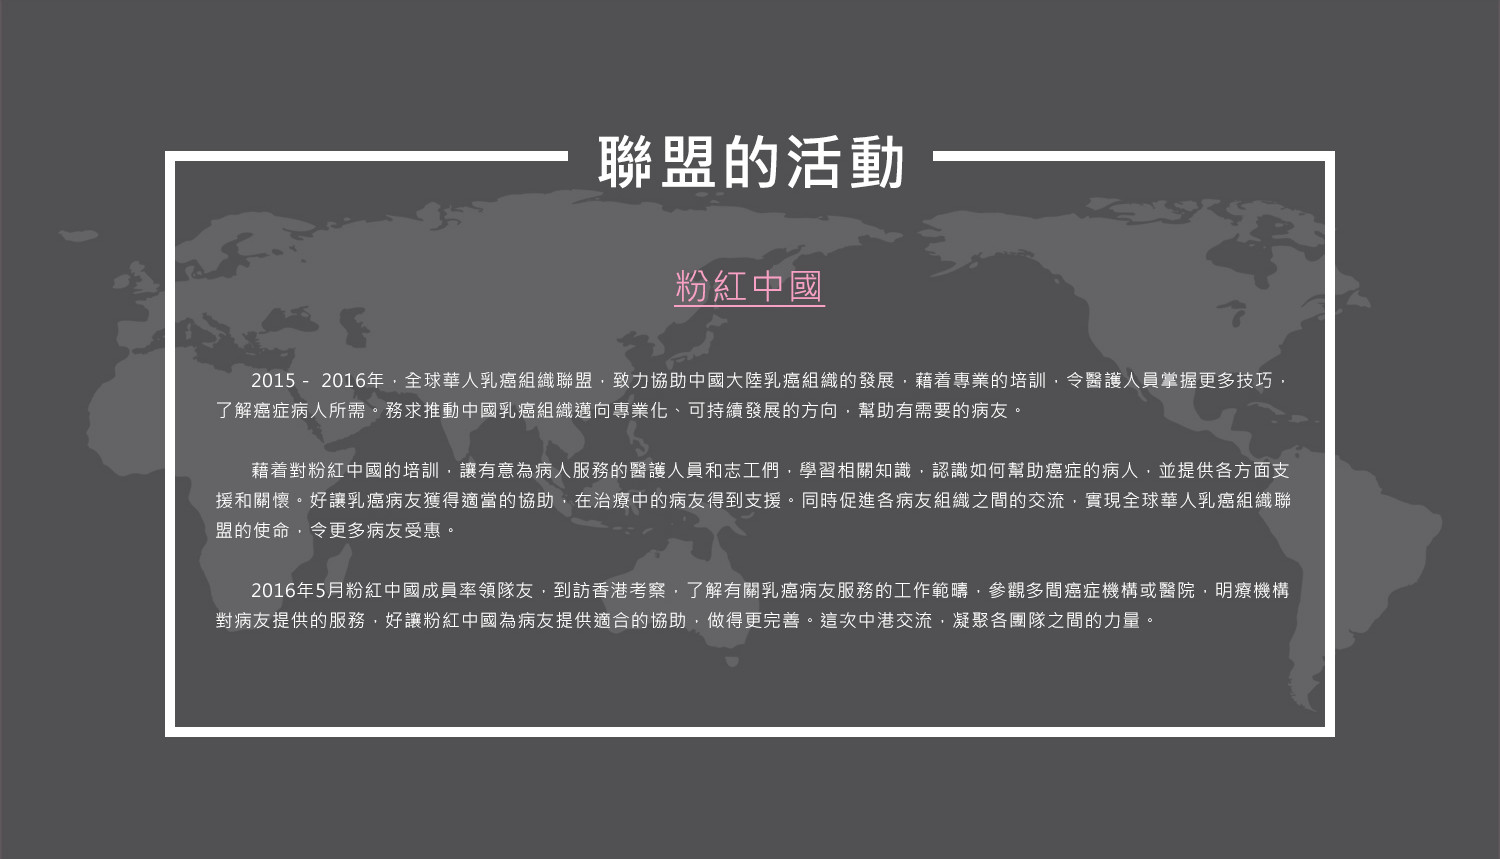 聯盟的活動
粉紅中國
2015 - 2016年，全球華人乳癌組織聯盟，致力協助中國大陸乳癌組織的發展，藉着專業的培訓，令醫護人員掌握更多技巧，
了解癌症病人所需。務求推動中國乳癌組織邁向專業化、可持續發展的方向，幫助有需要的病友。
藉着對粉紅中國的培訓，讓有意為病人服務的醫護人員和志工們，學習相關知識，認識如何幫助癌症的病人，並提供各方面支
援和關懷。好讓乳癌病友獲得適當的協助，在治療中的病友得到支援。同時促進各病友組織之間的交流，實現全球華人乳癌組織聯
盟的使命，令更多病友受惠。
2016年5月粉紅中國成員率領隊友，到訪香港考察，了解有關乳癌病友服務的工作範疇，參觀多間癌症機構或醫院，明療機構
對病友提供的服務，好讓粉紅中國為病友提供適合的協助，做得更完善。這次中港交流，凝聚各團隊之間的力量。